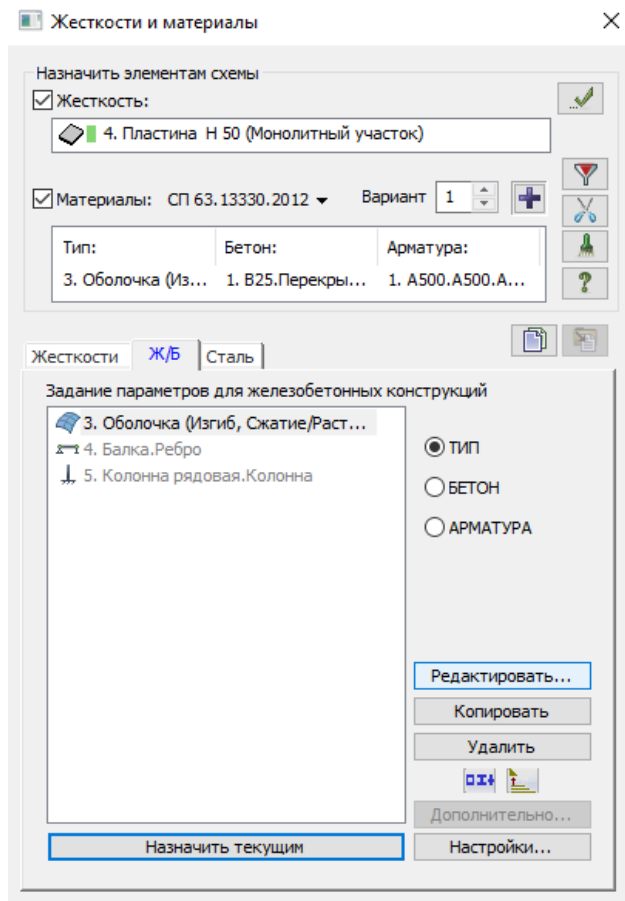 Жесткости и материалы
Назначить элементам схемы
Жесткость:
4. Пластина H 50 (Монолитный участок)
Материалы: СП 63.13330.2012 Вариант 1
Тип: Бетон: Арматура:
3. Оболочка (Из... 1. B25.Перекры... 1. A500.A500.A...
?
Жесткости Ж/Б Сталь
Задание параметров для железобетонных конструкций
3. Оболочка (Изгиб, Сжатие/Раст...
4. Балка.Ребро
5. Колонна рядовая.Колонна
ТИП
БЕТОН
АРМАТУРА
Редактировать...
Копировать
Удалить
Дополнительно...
Назначить текущим Настройки...